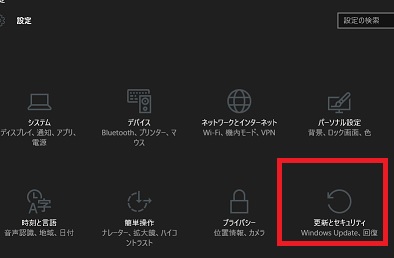 設定
設定の検索
システム
ディスプレイ、通知、アプリ、
電源
デバイス
Bluetooth、プリンター、マ
ウス
ネットワークとインターネット
Wi-Fi、機内モード、VPN
パーソナル設定
背景、ロック画面、色
時刻と言語
音声認識、地域、日付
簡単操作
ナレーター、拡大鏡、ハイコ
ントラスト
プライバシー
位置情報、カメラ
更新とセキュリティ
Windows Update、回復